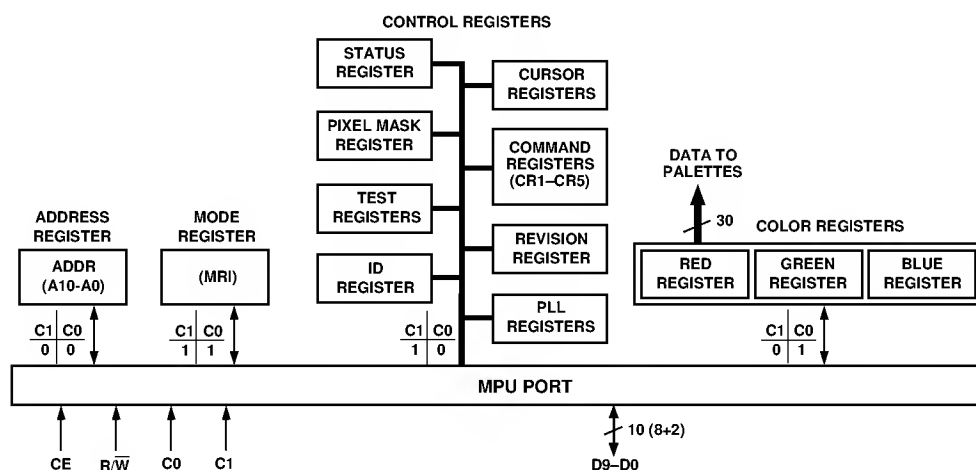 CONTROL REGISTERS
STATUS
REGISTER
CURSOR
REGISTERS
PIXEL MASK
REGISTER
COMMAND
REGISTERS
(CR1–CR5)
TEST
REGISTERS
REVISION
REGISTER
ID
REGISTER
PLL
REGISTERS
ADDRESS
REGISTER
ADDR
(A10-A0)
MODE
REGISTER
(MRI)
DATA TO
PALETTES
30
COLOR REGISTERS
RED
REGISTER
GREEN
REGISTER
BLUE
REGISTER
C1 C0
0 0
C1 C0
1 1
C1 C0
1 0
C1 C0
0 1
MPU PORT
CE
R/W̅
C0
C1
10 (8+2)
D9–D0